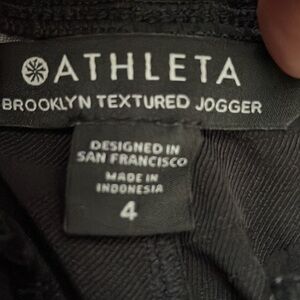 ATHLETA
BROOKLYN TEXTURED JOGGER
DESIGNED IN
SAN FRANCISCO
MADE IN
INDONESIA
4